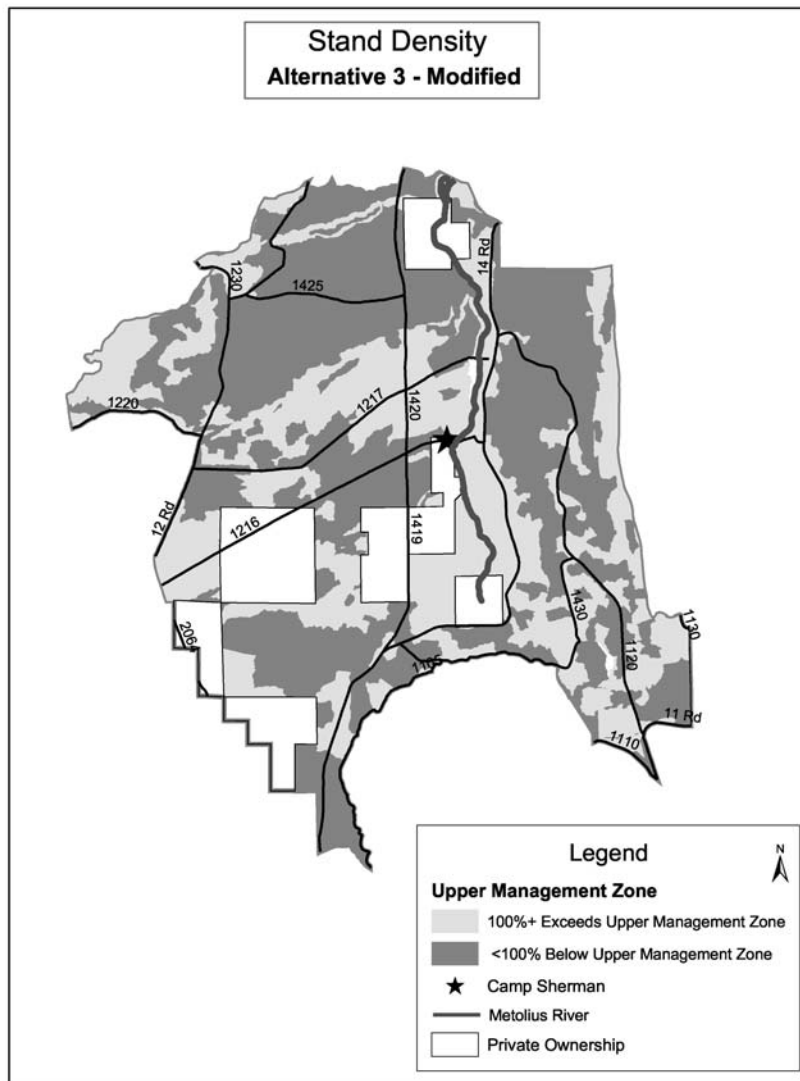 Stand Density
Alternative 3 - Modified
14 Rd
1230
1425
1217
1420
1220
12 Rd
1216
1419
2064
1165
1430
1120
1130
11 Rd
1110
Legend
N
Upper Management Zone
100%+ Exceeds Upper Management Zone
<100% Below Upper Management Zone
Camp Sherman
Metolius River
Private Ownership